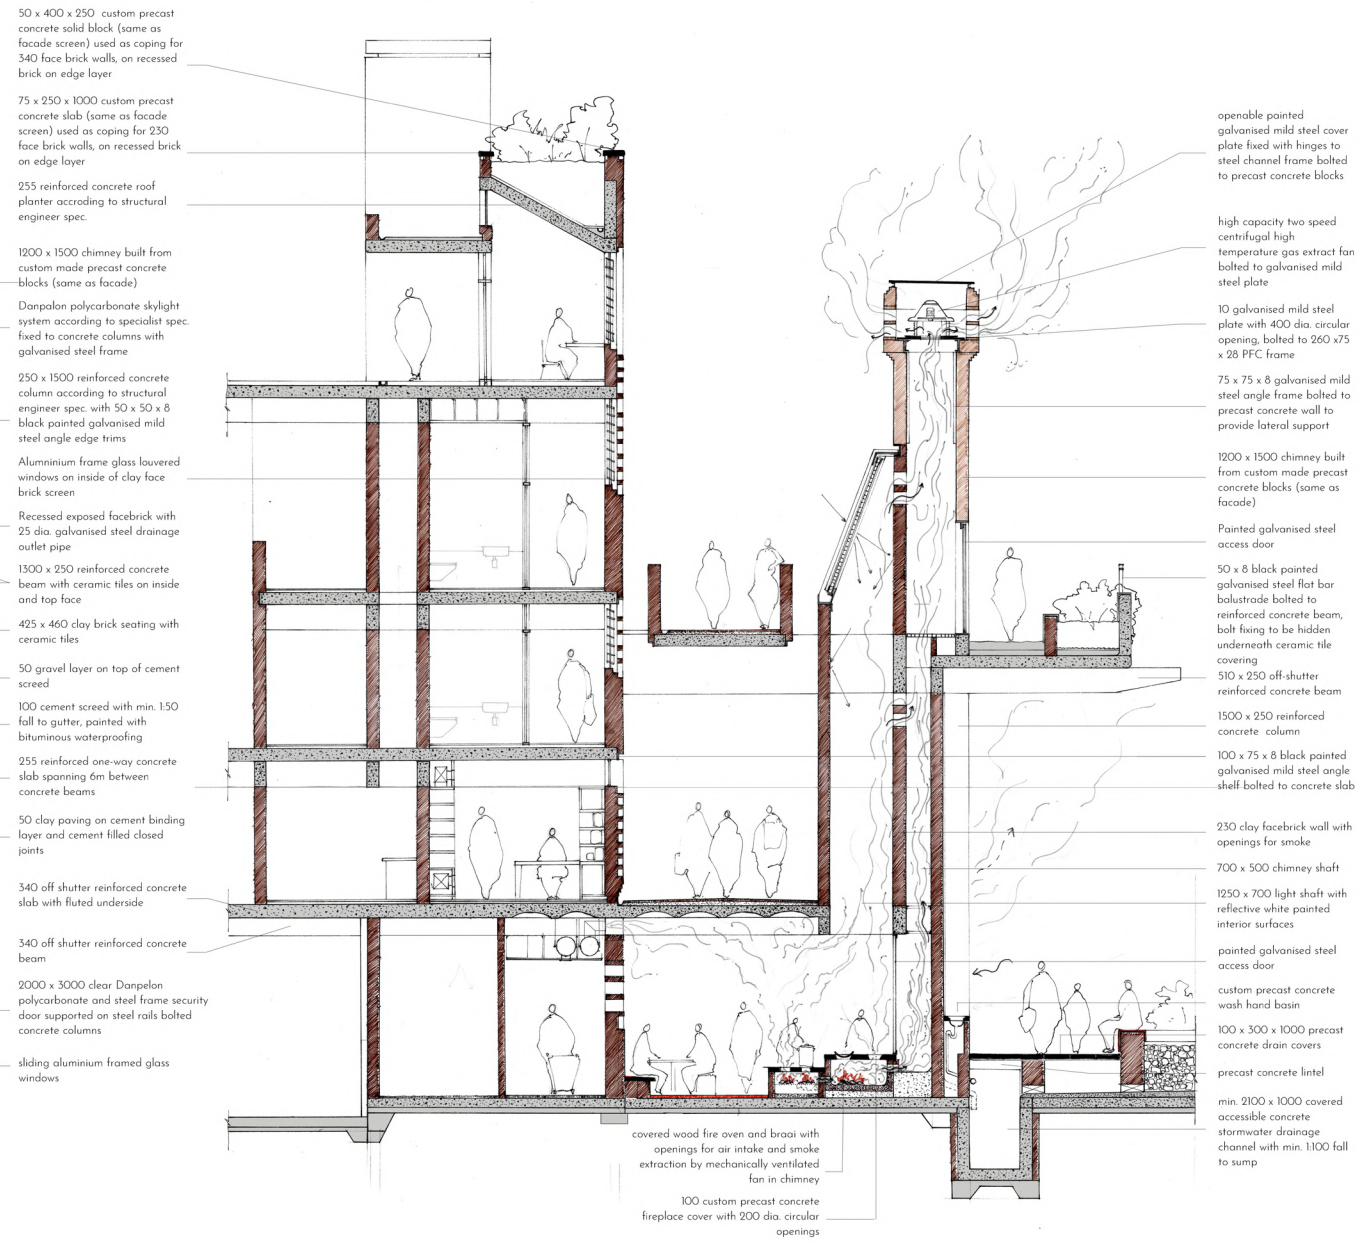 50 x 400 x 250 custom precast
concrete solid block (same as
facade screen) used as coping for
340 face brick walls, on recessed
brick on edge layer
75 x 250 x 1000 custom precast
concrete slab (same as facade
screen) used as coping for 230
face brick walls, on recessed brick
on edge layer
255 reinforced concrete roof
planter accroding to structural
engineer spec.
1200 x 1500 chimney built from
custom made precast concrete
blocks (same as facade)
Danpalon polycarbonate skylight
system according to specialist spec.
fixed to concrete columns with
galvanised steel frame
250 x 1500 reinforced concrete
column according to structural
engineer spec. with 50 x 50 x 8
black painted galvanised mild
steel angle edge trims
Alumninium frame glass louvered
windows on inside of clay face
brick screen
Recessed exposed facebrick with
25 dia. galvanised steel drainage
outlet pipe
1300 x 250 reinforced concrete
beam with ceramic tiles on inside
and top face
425 x 460 clay brick seating with
ceramic tiles
50 gravel layer on top of cement
screed
100 cement screed with min. 1:50
fall to gutter, painted with
bituminous waterproofing
255 reinforced one-way concrete
slab spanning 6m between
concrete beams
50 clay paving on cement binding
layer and cement filled closed
joints
340 off shutter reinforced concrete
slab with fluted underside
340 off shutter reinforced concrete
beam
2000 x 3000 clear Danpelon
polycarbonate and steel frame security
door supported on steel rails bolted
concrete columns
sliding aluminium framed glass
windows
covered wood fire oven and braai with
openings for air intake and smoke
extraction by mechanically ventilated
fan in chimney
100 custom precast concrete
fireplace cover with 200 dia. circular
openings
openable painted
galvanised mild steel cover
plate fixed with hinges to
steel channel frame bolted
to precast concrete blocks
high capacity two speed
centrifugal high
temperature gas extract fan
bolted to galvanised mild
steel plate
10 galvanised mild steel
plate with 400 dia. circular
opening, bolted to 260 x75
x 28 PFC frame
75 x 75 x 8 galvanised mild
steel angle frame bolted to
precast concrete wall to
provide lateral support
1200 x 1500 chimney built
from custom made precast
concrete blocks (same as
facade)
Painted galvanised steel
access door
50 x 8 black painted
galvanised steel flat bar
balustrade bolted to
reinforced concrete beam,
bolt fixing to be hidden
underneath ceramic tile
covering
510 x 250 off-shutter
reinforced concrete beam
1500 x 250 reinforced
concrete column
100 x 75 x 8 black painted
galvanised mild steel angle
shelf bolted to concrete slab
230 clay facebrick wall with
openings for smoke
700 x 500 chimney shaft
1250 x 700 light shaft with
reflective white painted
interior surfaces
painted galvanised steel
access door
custom precast concrete
wash hand basin
100 x 300 x 1000 precast
concrete drain covers
precast concrete lintel
min. 2100 x 1000 covered
accessible concrete
stormwater drainage
channel with min. 1:100 fall
to sump